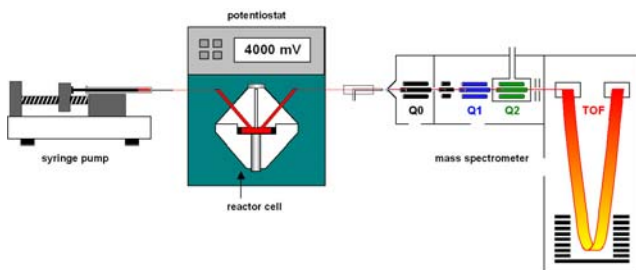 potentiostat
4000 mV
Q0
Q1
Q2
TOF
syringe pump
mass spectrometer
reactor cell